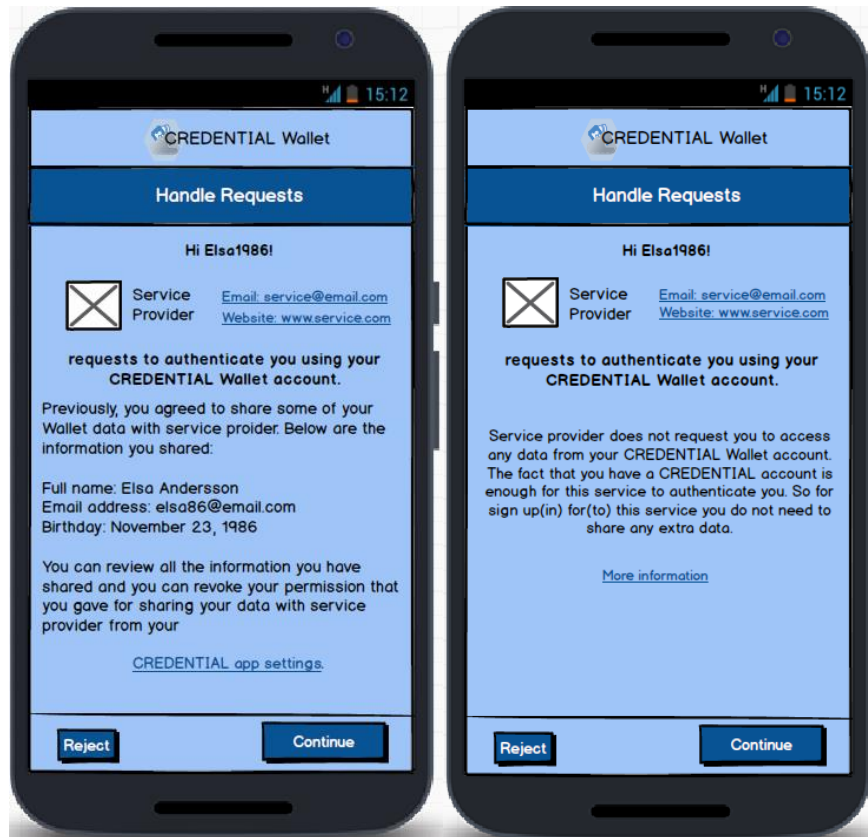 H 15:12
CREDENTIAL Wallet
Handle Requests
Hi Elsa1986!
Service
Provider
Email: service@email.com
Website: www.service.com
requests to authenticate you using your
CREDENTIAL Wallet account.
Previously, you agreed to share some of your
Wallet data with service proider. Below are the
information you shared:
Full name: Elsa Andersson
Email address: elsa86@email.com
Birthday: November 23, 1986
You can review all the information you have
shared and you can revoke your permission that
you gave for sharing your data with service
provider from your
CREDENTIAL app settings.
Reject
Continue
H 15:12
CREDENTIAL Wallet
Handle Requests
Hi Elsa1986!
Service
Provider
Email: service@email.com
Website: www.service.com
requests to authenticate you using your
CREDENTIAL Wallet account.
Service provider does not request you to access
any data from your CREDENTIAL Wallet account.
The fact that you have a CREDENTIAL account is
enough for this service to authenticate you. So for
sign up(in) for(to) this service you do not need to
share any extra data.
More information
Reject
Continue